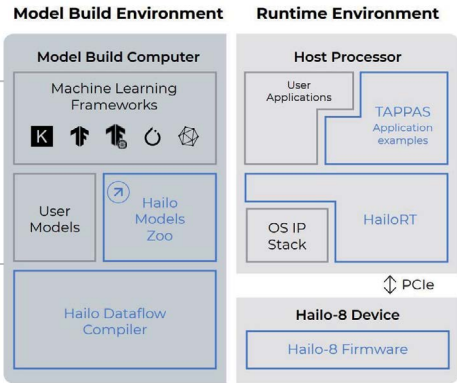 Model Build Environment
Runtime Environment
Model Build Computer
Machine Learning
Frameworks
K
User
Models
Hailo
Models
Zoo
Hailo Dataflow
Compiler
Host Processor
User
Applications
TAPPAS
Application
examples
HailoRT
OS IP
Stack
PCIe
Hailo-8 Device
Hailo-8 Firmware